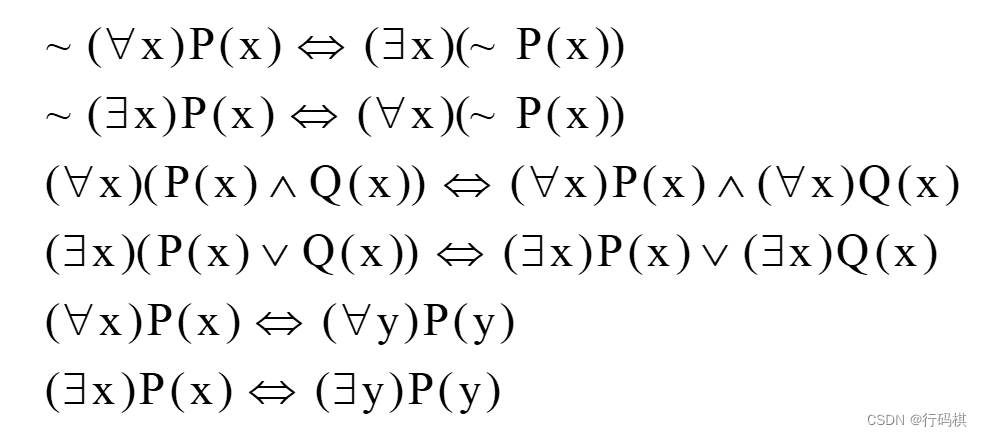 ~ (∀x)P(x) ⇔ (∃x)(~ P(x))
~ (∃x)P(x) ⇔ (∀x)(~ P(x))
(∀x)(P(x) ∧ Q(x)) ⇔ (∀x)P(x) ∧ (∀x)Q(x)
(∃x)(P(x) ∨ Q(x)) ⇔ (∃x)P(x) ∨ (∃x)Q(x)
(∀x)P(x) ⇔ (∀y)P(y)
(∃x)P(x) ⇔ (∃y)P(y)
CSDN @行码棋